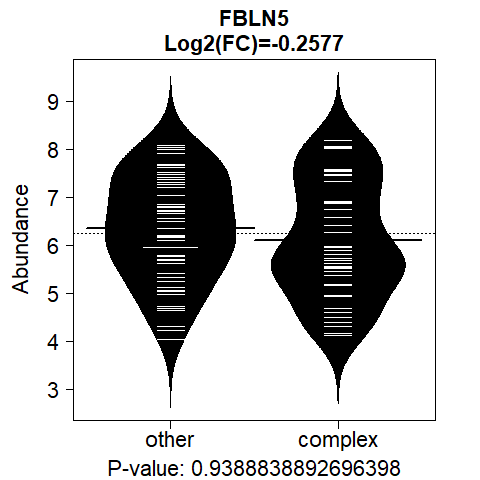 FBLN5
Log2(FC)=-0.2577
Abundance
9
8
7
6
5
4
3
other complex
P-value: 0.9388838892696398